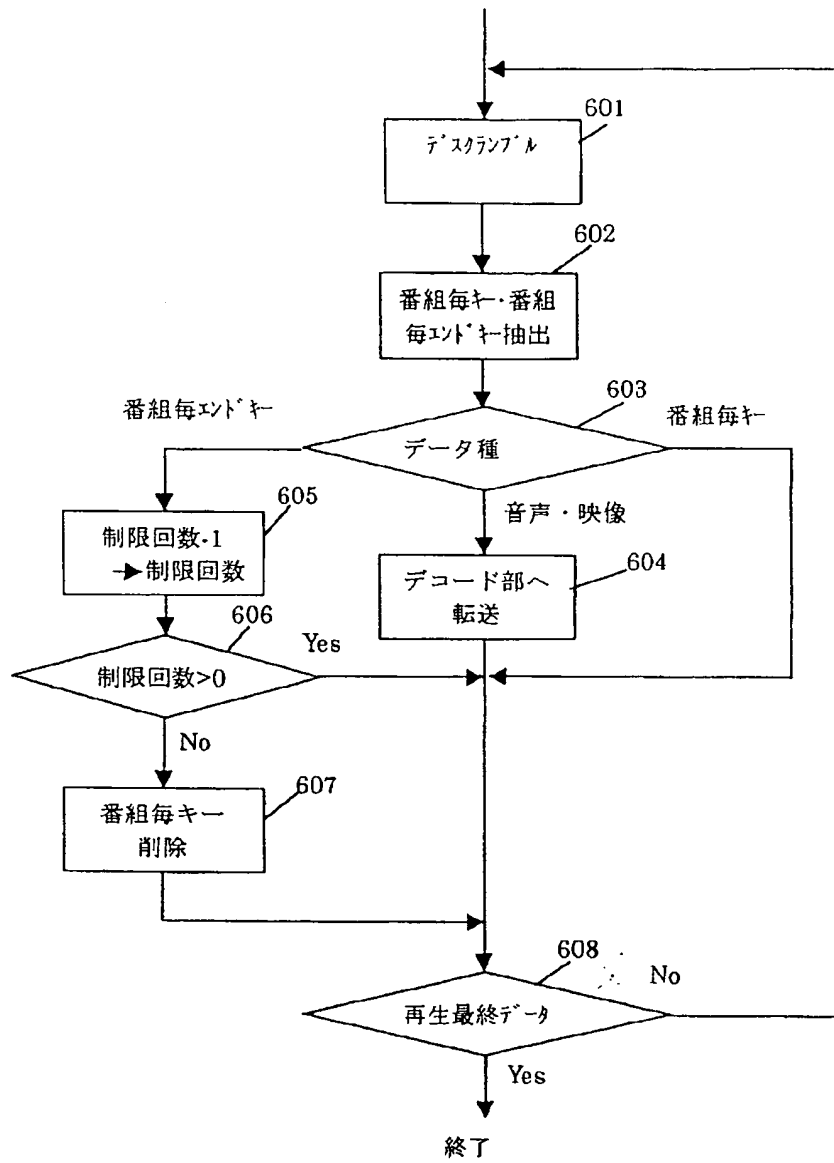 601
デスクランブル
602
番組毎キー・番組
毎エンドキー抽出
603
番組毎エンドキー
番組毎キー
データ種
605
音声・映像
制限回数-1
→制限回数
604
デコード部へ
転送
606
Yes
制限回数>0
No
607
番組毎キー
削除
608
No
再生最終データ
Yes
終了